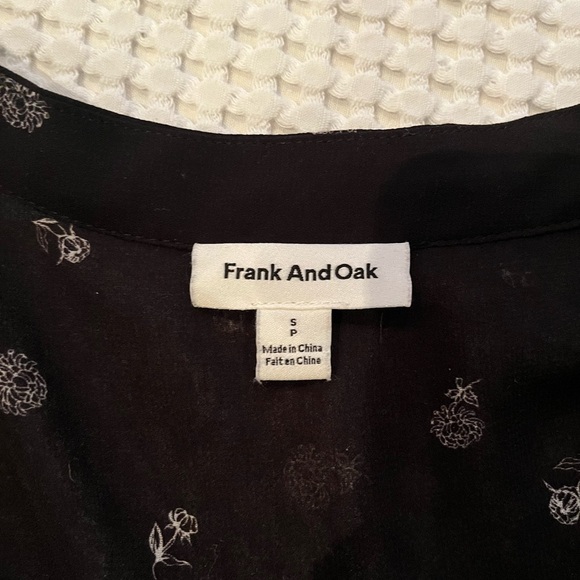 Frank And Oak
S
P
Made in China
Fait en Chine